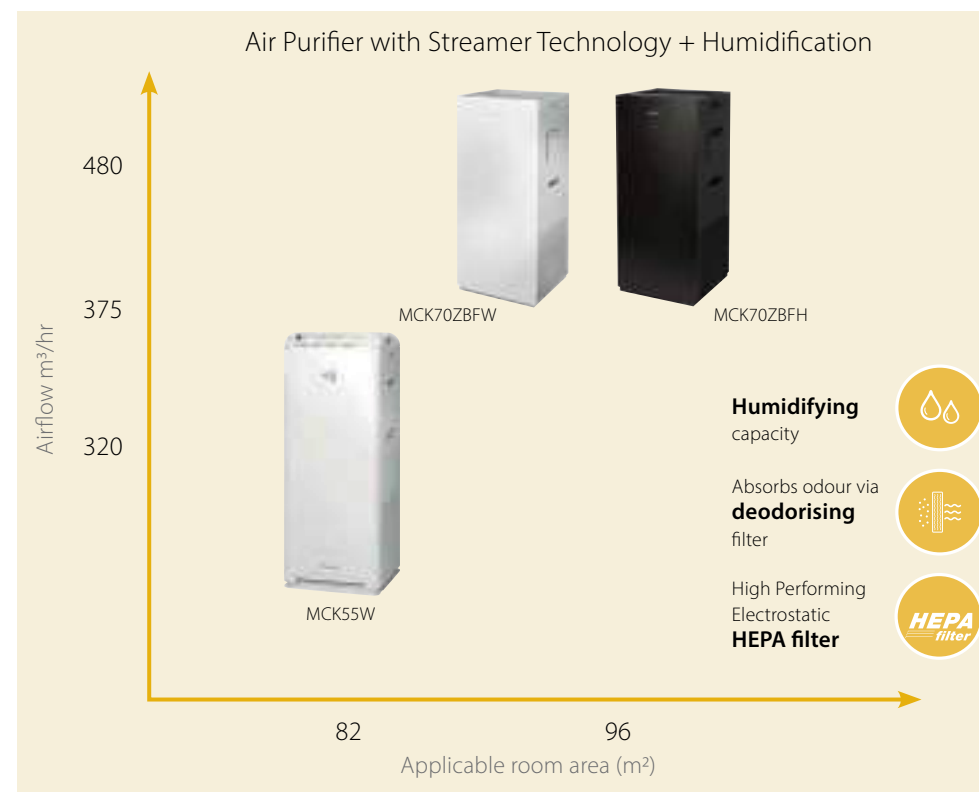 Air Purifier with Streamer Technology + Humidification
Airflow m³/hr
480
375
320
MCK70ZBFW
MCK70ZBFH
MCK55W
Humidifying
capacity
Absorbs odour via
deodorising
filter
High Performing
Electrostatic
HEPA filter
HEPA
filter
82
96
Applicable room area (m²)